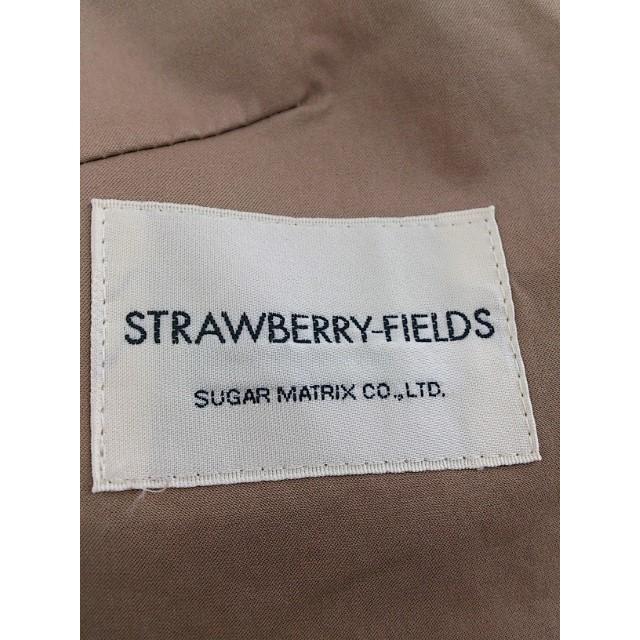 STRAWBERRY-FIELDS
SUGAR MATRIX CO.,LTD.